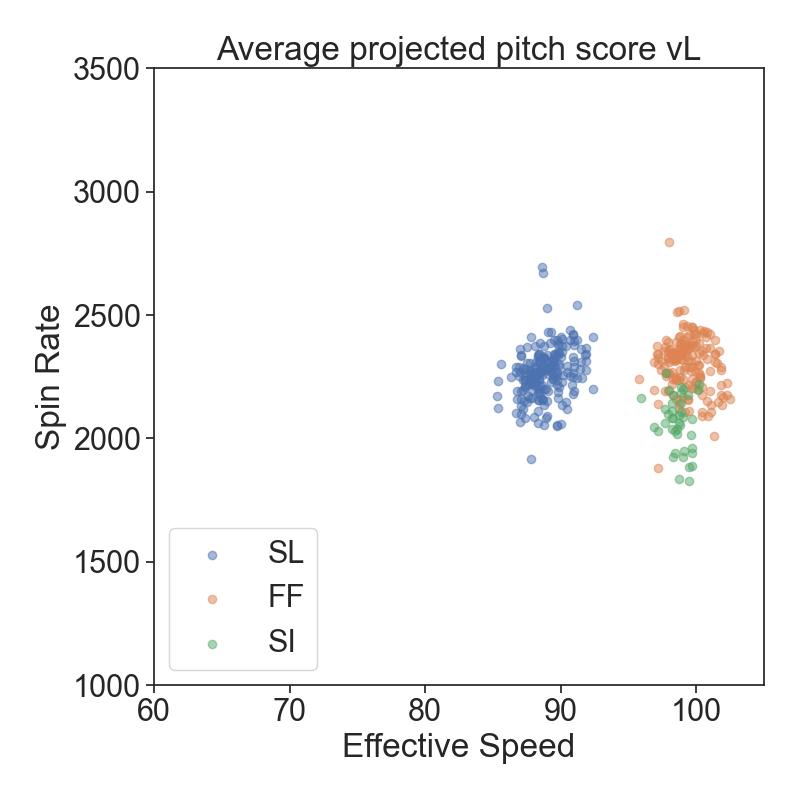 Average projected pitch score vL
3500
3000
2500
2000
1500
1000
Spin Rate
SL
FF
SI
60 70 80 90 100
Effective Speed